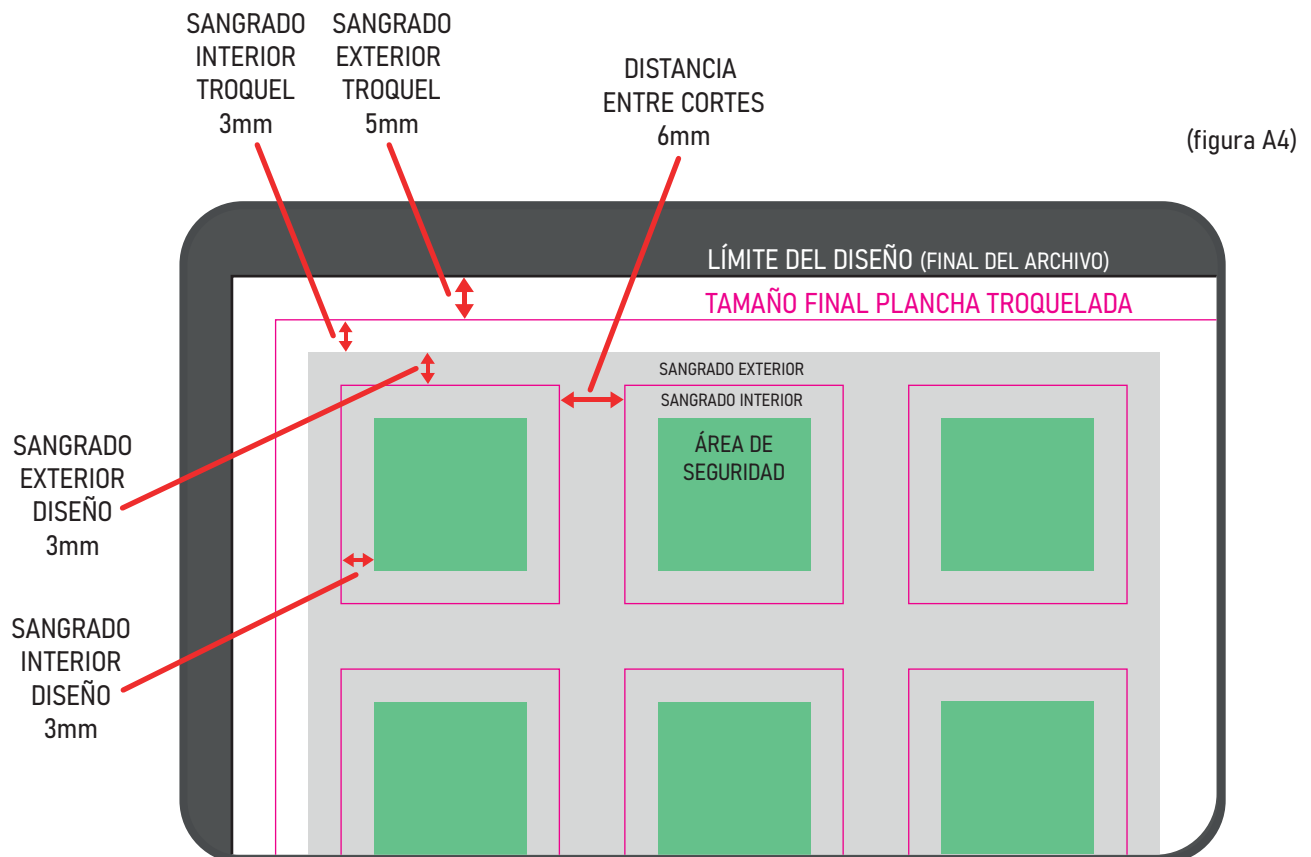 SANGRADO
INTERIOR
TROQUEL
3mm
SANGRADO
EXTERIOR
TROQUEL
5mm
DISTANCIA
ENTRE CORTES
6mm
(figura A4)
LÍMITE DEL DISEÑO (FINAL DEL ARCHIVO)
TAMAÑO FINAL PLANCHA TROQUELADA
SANGRADO EXTERIOR
SANGRADO INTERIOR
ÁREA DE
SEGURIDAD
SANGRADO
EXTERIOR
DISEÑO
3mm
SANGRADO
INTERIOR
DISEÑO
3mm